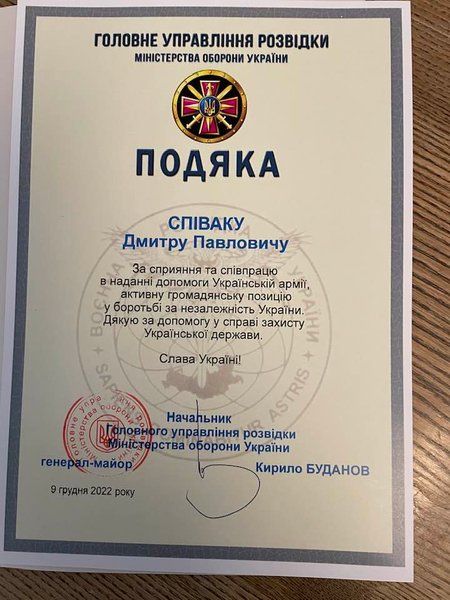 ГОЛОВНЕ УПРАВЛІННЯ РОЗВІДКИ
МІНІСТЕРСТВА ОБОРОНИ УКРАЇНИ
ПОДЯКА
СПІВАКУ
Дмитру Павловичу
За сприяння та співпрацю
в наданні допомоги Українській армії,
активну громадянську позицію
у боротьбі за незалежність України.
Дякую за допомогу у справі захисту
Української держави.
Слава Україні!
Начальник
Головного управління розвідки
Міністерства оборони України
генерал-майор Кирило БУДАНОВ
9 грудня 2022 року